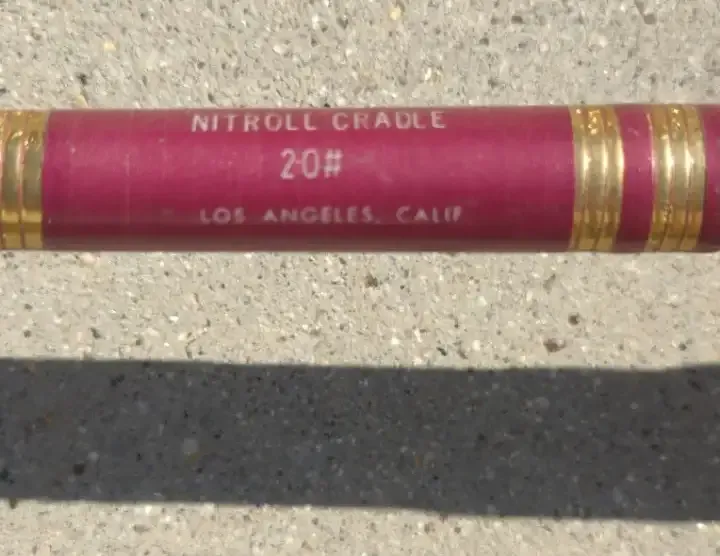 NITROLL CRADLE
20#
LOS ANGELES, CALIF